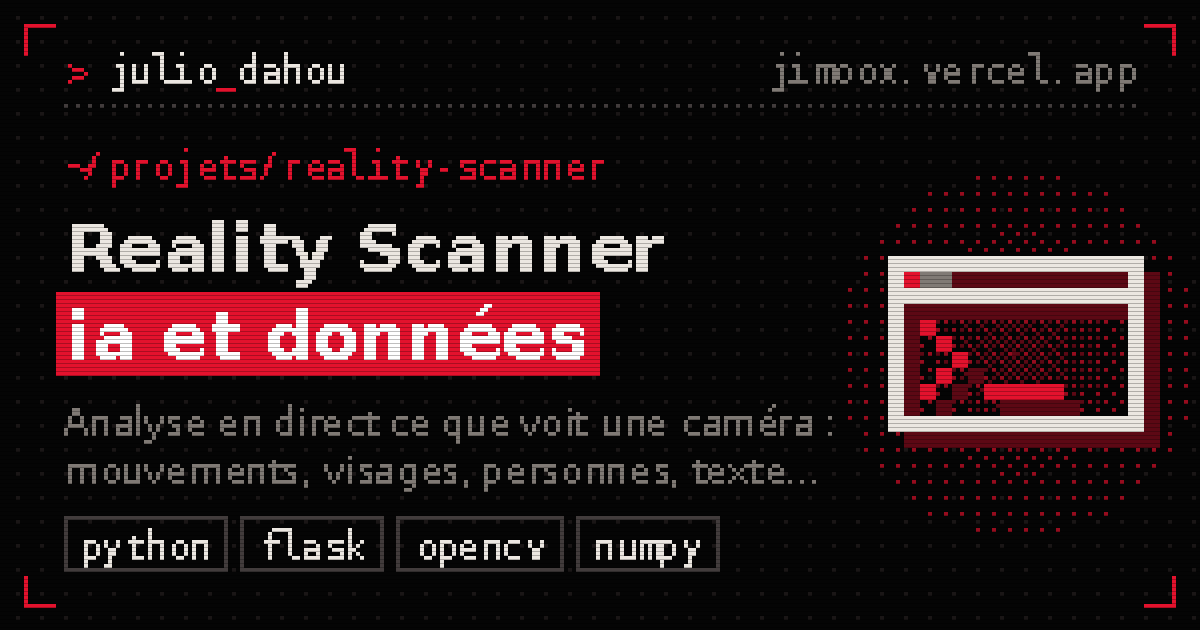 > julio_dahou
jimoox.vercel.app
~/projets/reality-scanner
Reality Scanner
ia et données
Analyse en direct ce que voit une caméra :
mouvements, visages, personnes, texte...
python flask opencv numpy